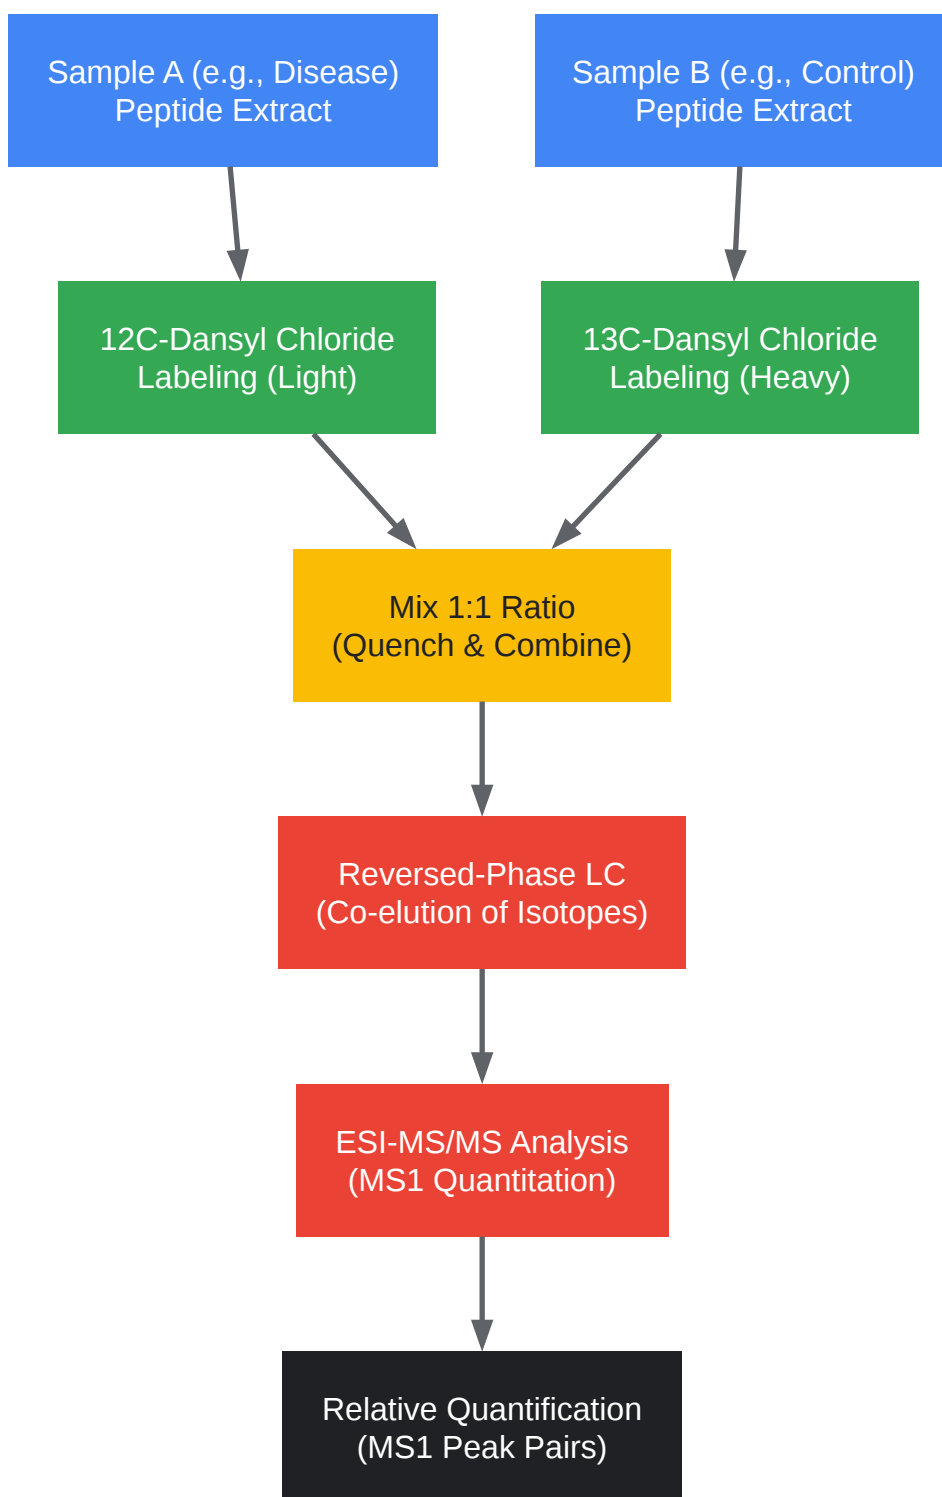 Sample A (e.g., Disease)
Peptide Extract
Sample B (e.g., Control)
Peptide Extract
12C-Dansyl Chloride
Labeling (Light)
13C-Dansyl Chloride
Labeling (Heavy)
Mix 1:1 Ratio
(Quench & Combine)
Reversed-Phase LC
(Co-elution of Isotopes)
ESI-MS/MS Analysis
(MS1 Quantitation)
Relative Quantification
(MS1 Peak Pairs)